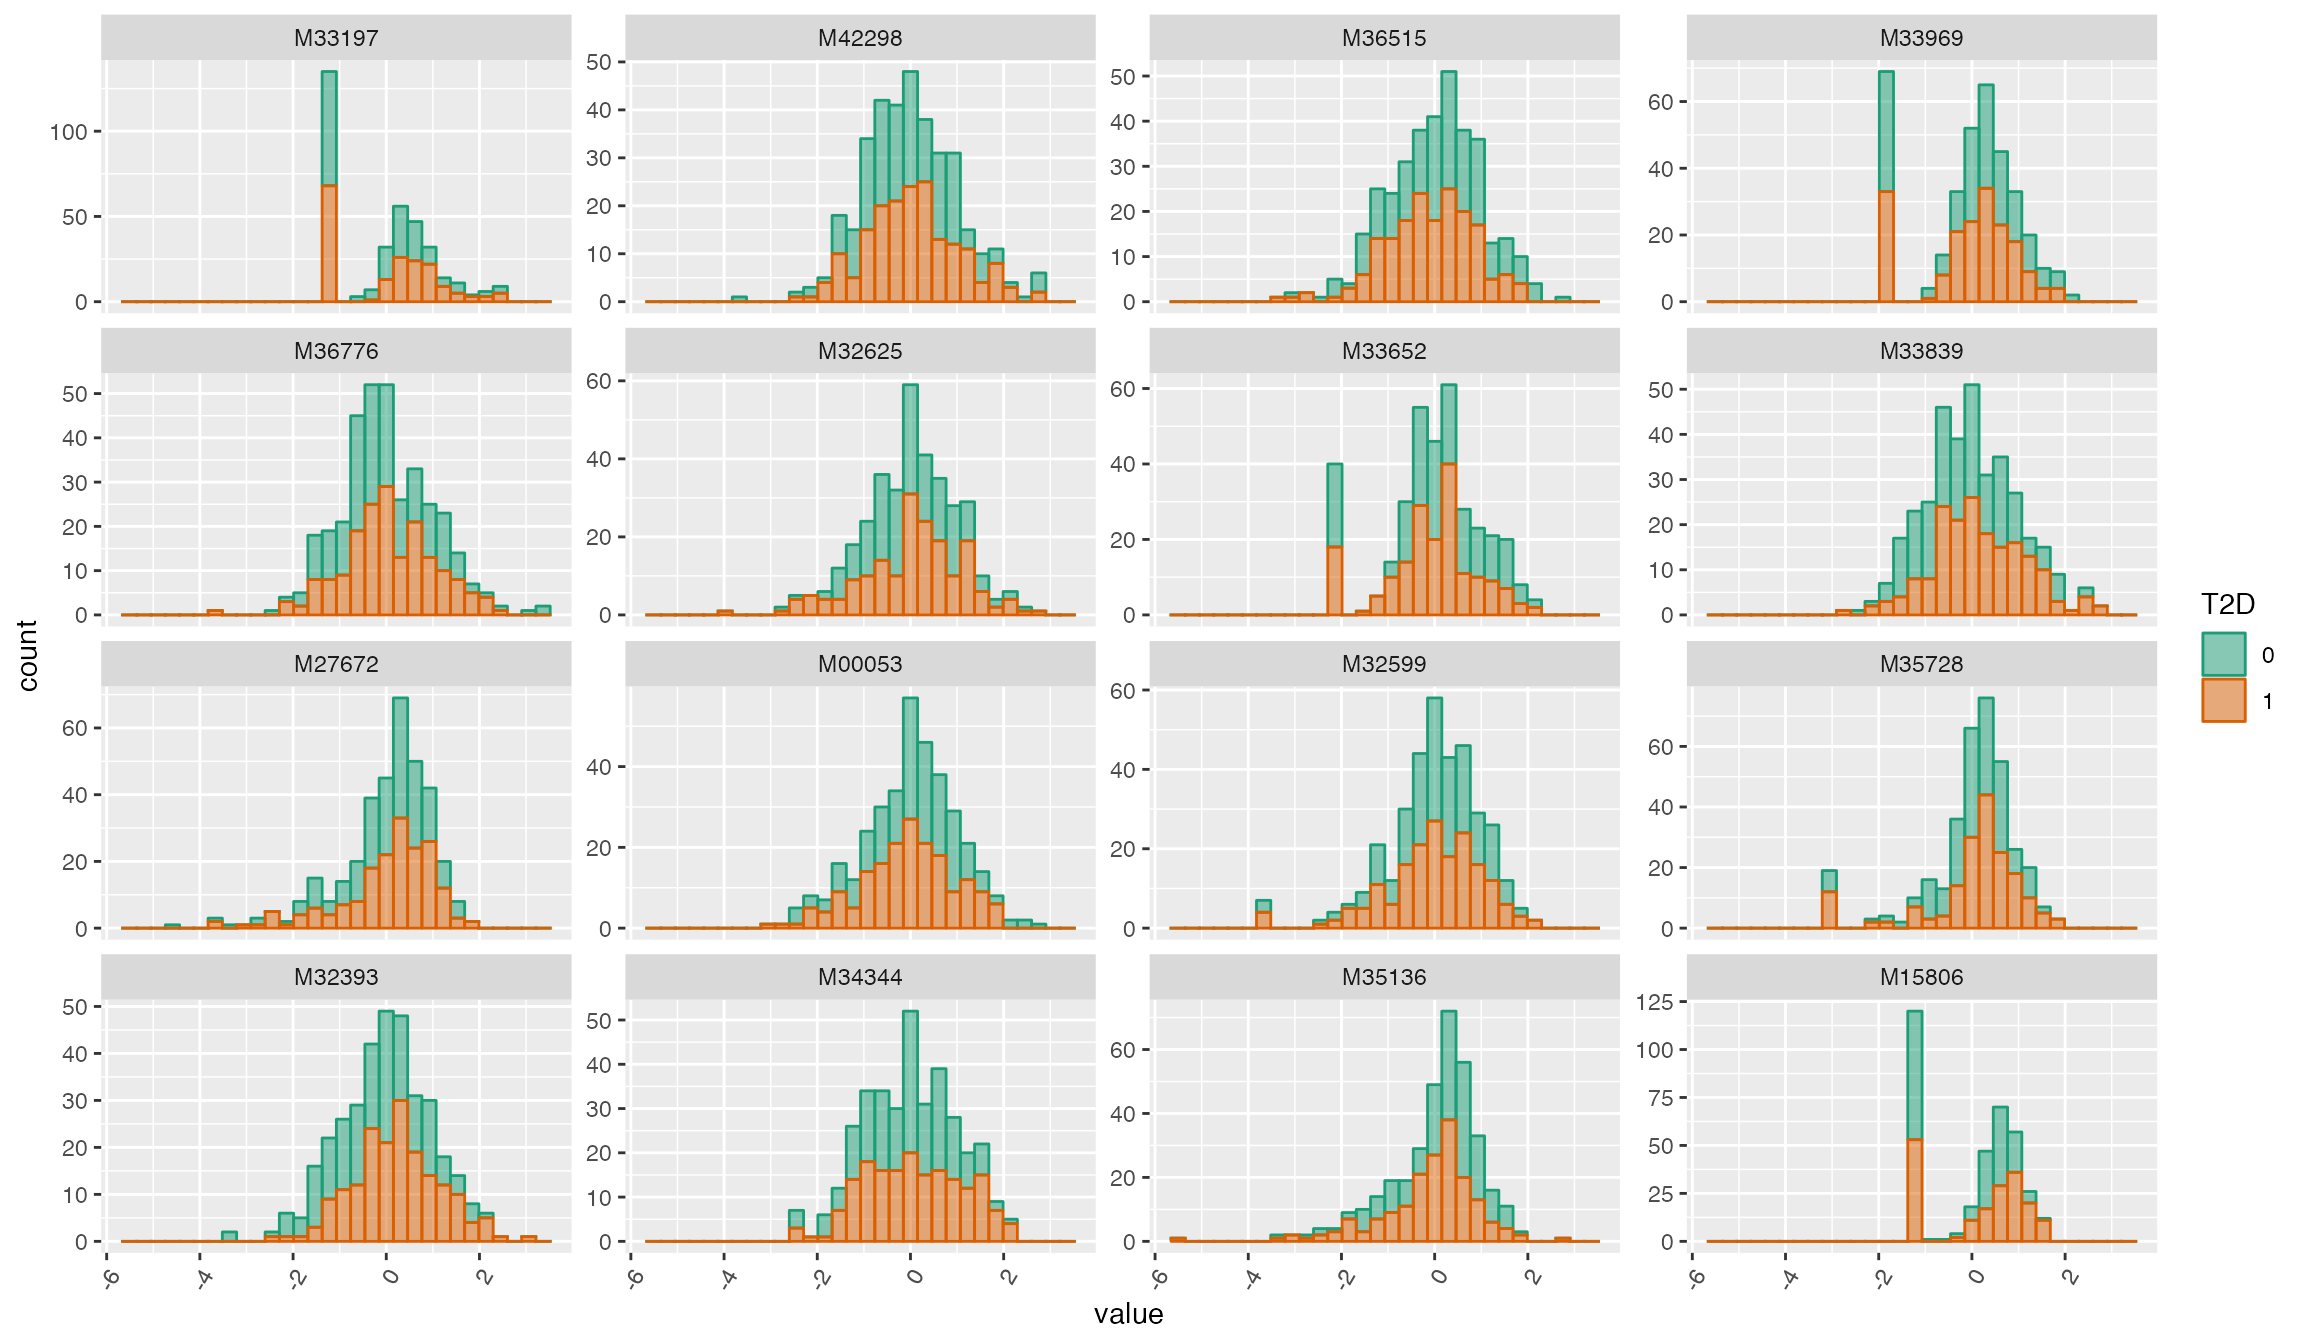 M33197 M42298 M36515 M33969
0 50 100
0 10 20 30 40 50
0 10 20 30 40 50
0 20 40 60
M36776 M32625 M33652 M33839
0 10 20 30 40 50
0 20 40 60
0 20 40 60
0 10 20 30 40 50
M27672 M00053 M32599 M35728
0 20 40 60
0 20 40
0 20 40 60
0 20 40 60
M32393 M34344 M35136 M15806
0 10 20 30 40 50
0 10 20 30 40 50
0 20 40 60
0 25 50 75 100 125
-6 -4 -2 0 2
-6 -4 -2 0 2
-6 -4 -2 0 2
-6 -4 -2 0 2
value
count
T2D
0
1